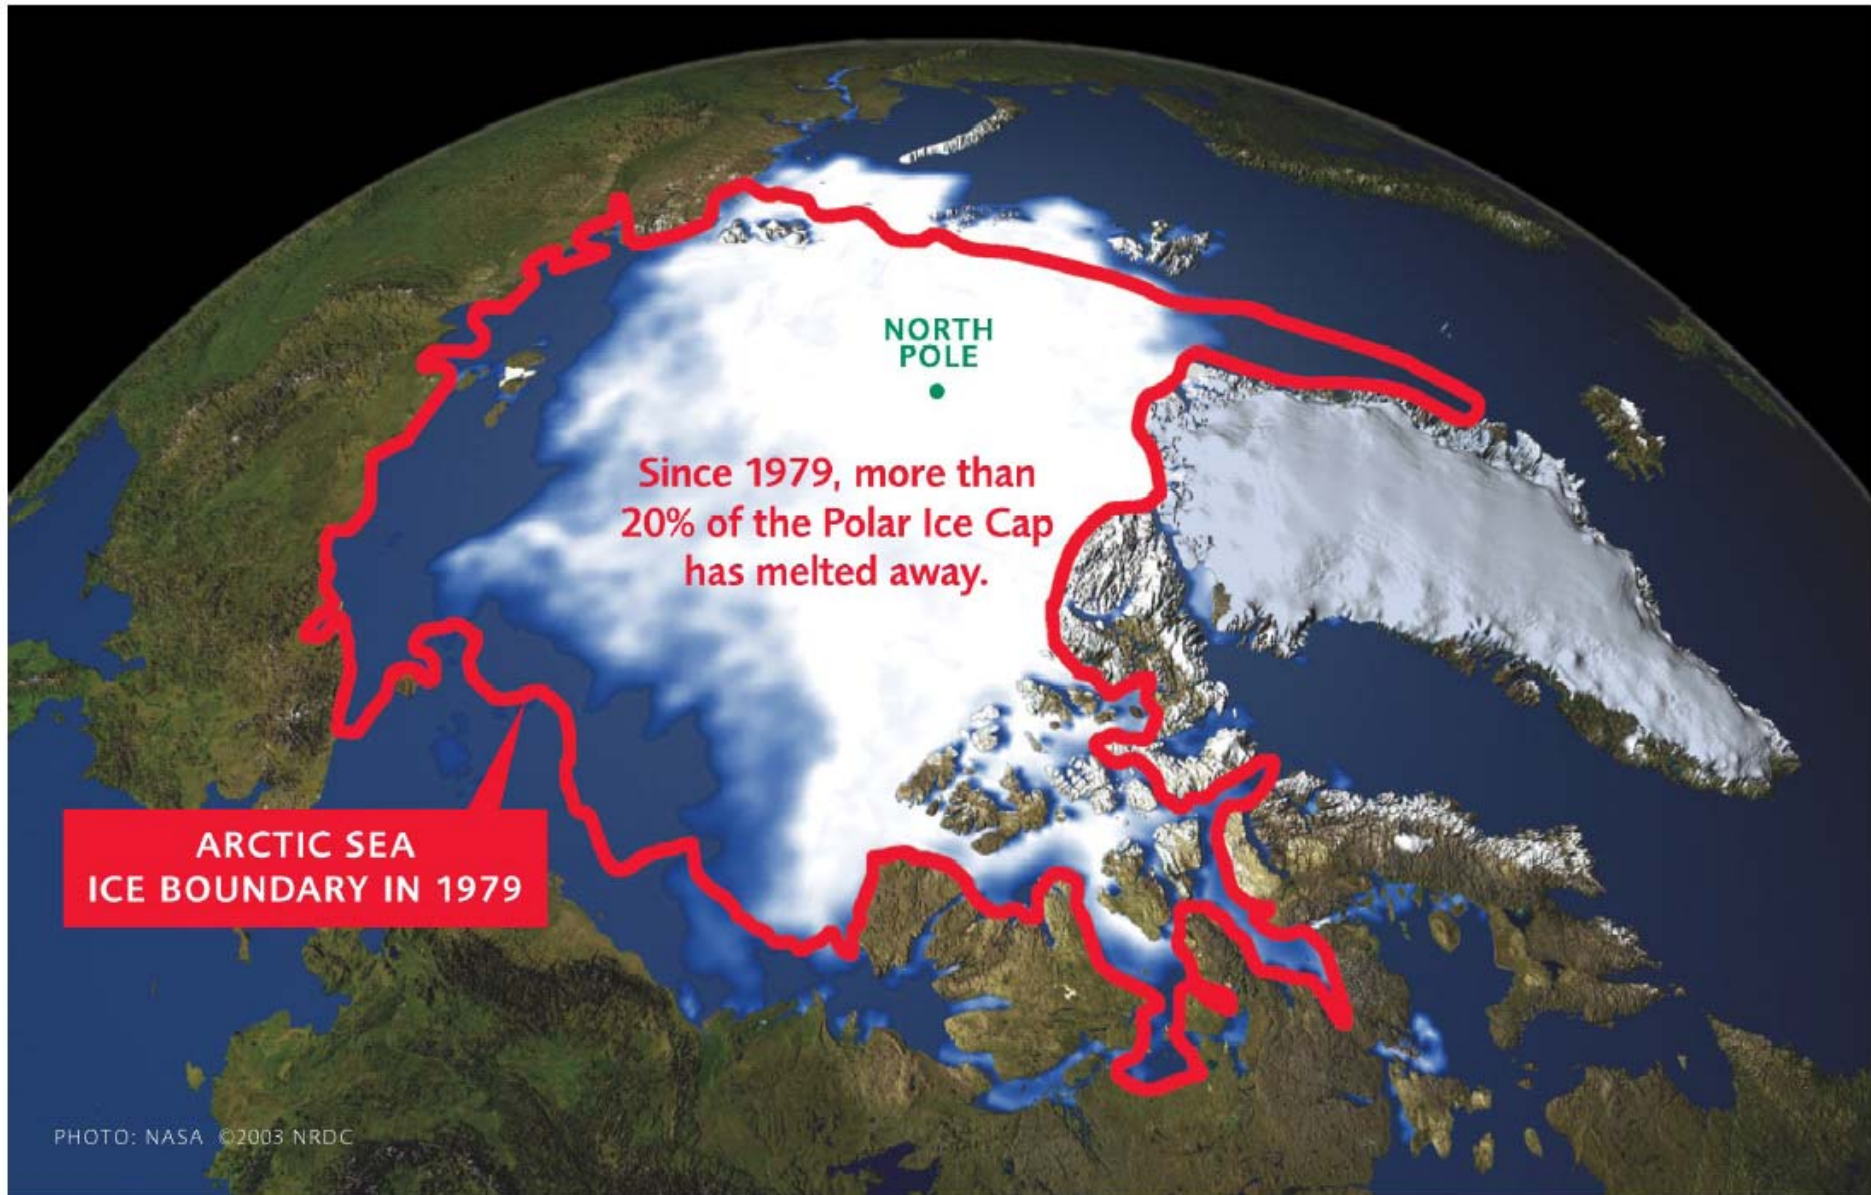 NORTH
POLE
Since 1979, more than
20% of the Polar Ice Cap
has melted away.
ARCTIC SEA
ICE BOUNDARY IN 1979
PHOTO: NASA ©2003 NRDC